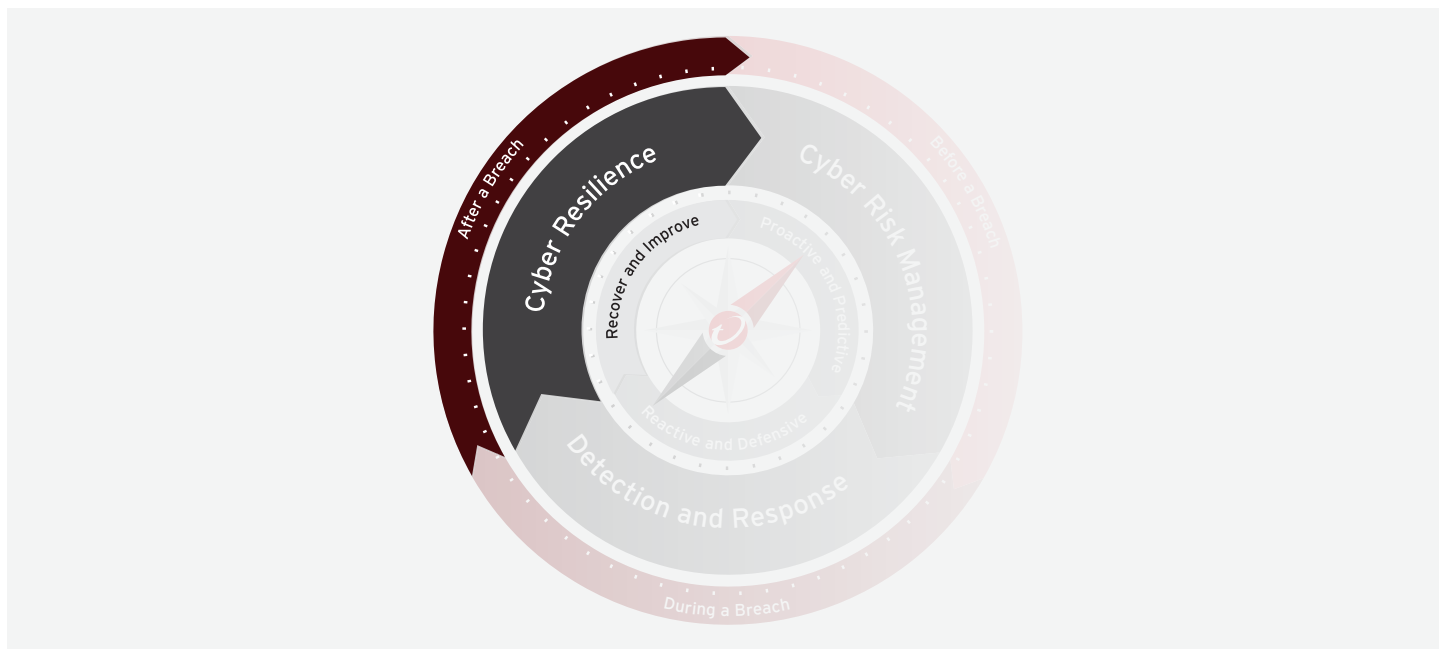 After a Breach
Cyber Resilience
Recover and Improve
Before a Breach
Cyber Risk Management
Proactive and Predictive
During a Breach
Detection and Response
Reactive and Defensive